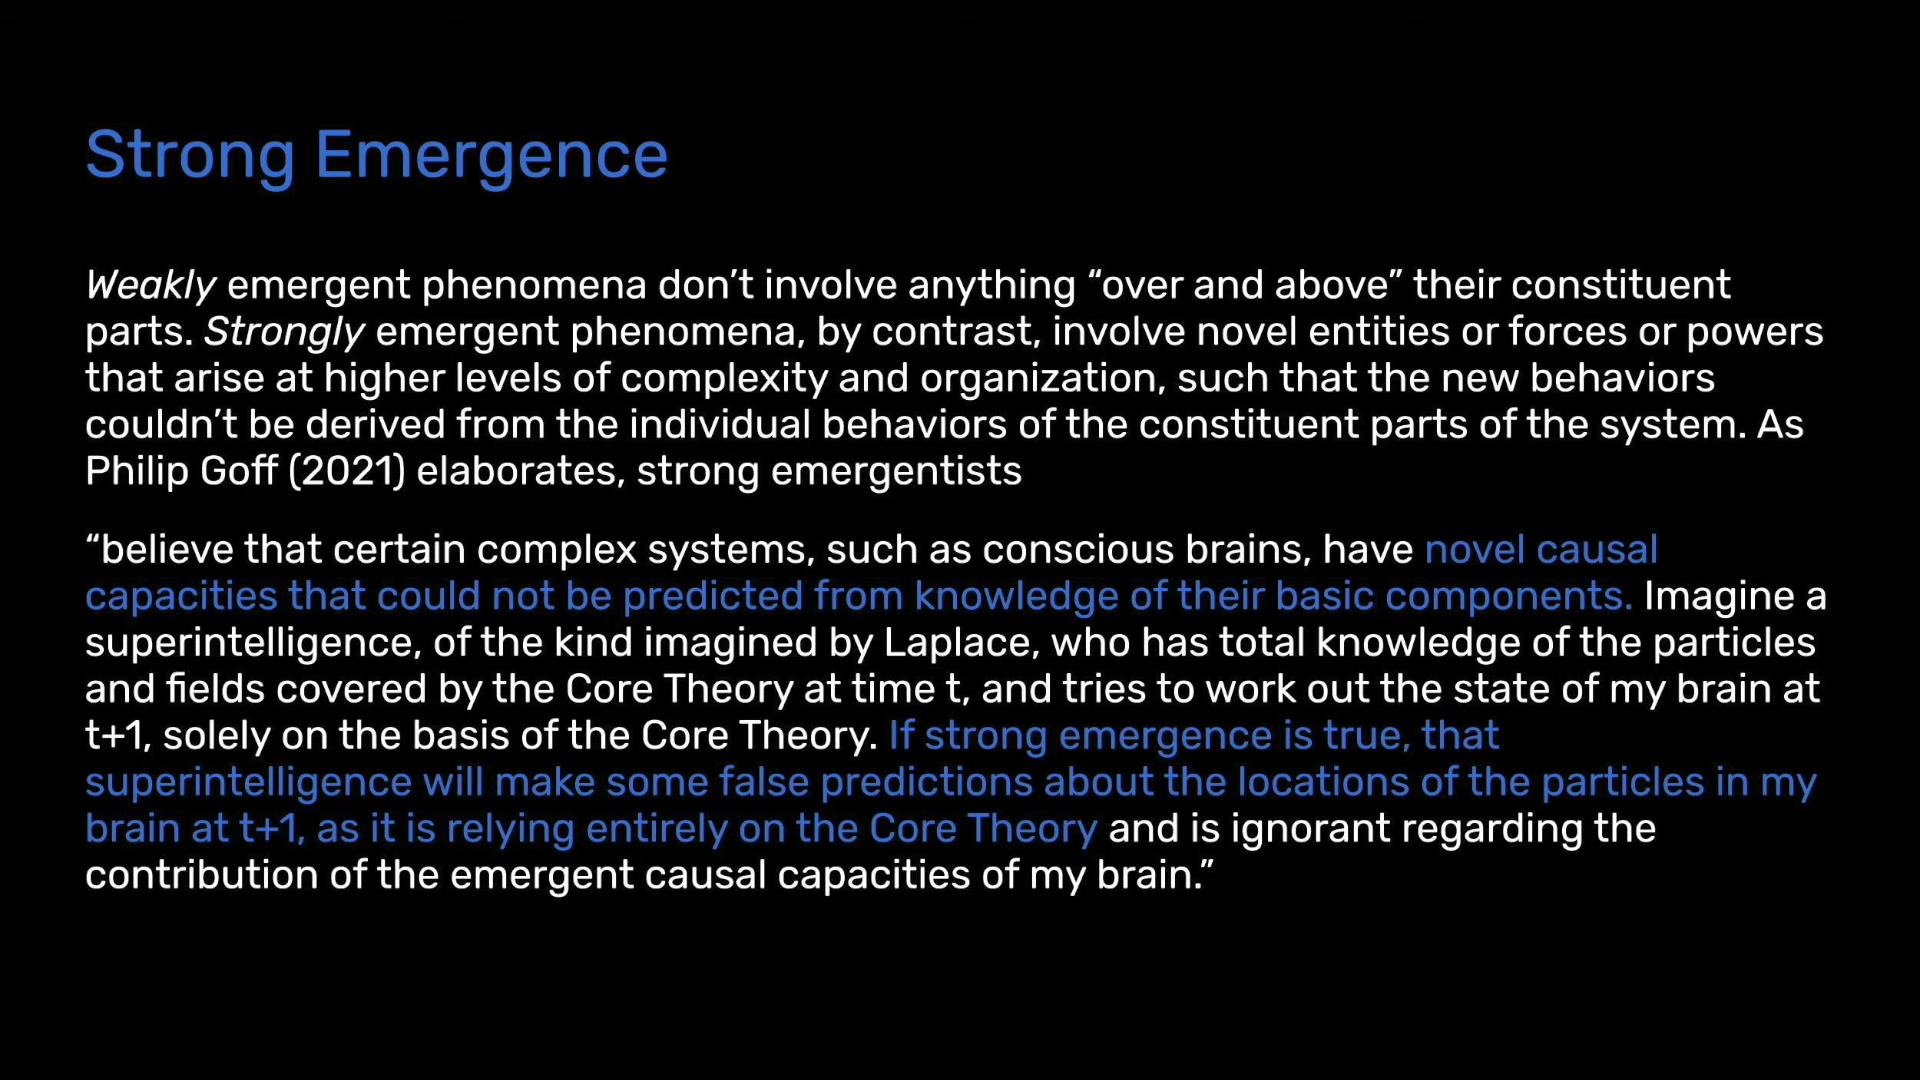 Strong Emergence
Weakly emergent phenomena don’t involve anything “over and above” their constituent
parts. Strongly emergent phenomena, by contrast, involve novel entities or forces or powers
that arise at higher levels of complexity and organization, such that the new behaviors
couldn’t be derived from the individual behaviors of the constituent parts of the system. As
Philip Goff (2021) elaborates, strong emergentists
“believe that certain complex systems, such as conscious brains, have novel causal
capacities that could not be predicted from knowledge of their basic components. Imagine a
superintelligence, of the kind imagined by Laplace, who has total knowledge of the particles
and fields covered by the Core Theory at time t, and tries to work out the state of my brain at
t+1, solely on the basis of the Core Theory. If strong emergence is true, that
superintelligence will make some false predictions about the locations of the particles in my
brain at t+1, as it is relying entirely on the Core Theory and is ignorant regarding the
contribution of the emergent causal capacities of my brain.”